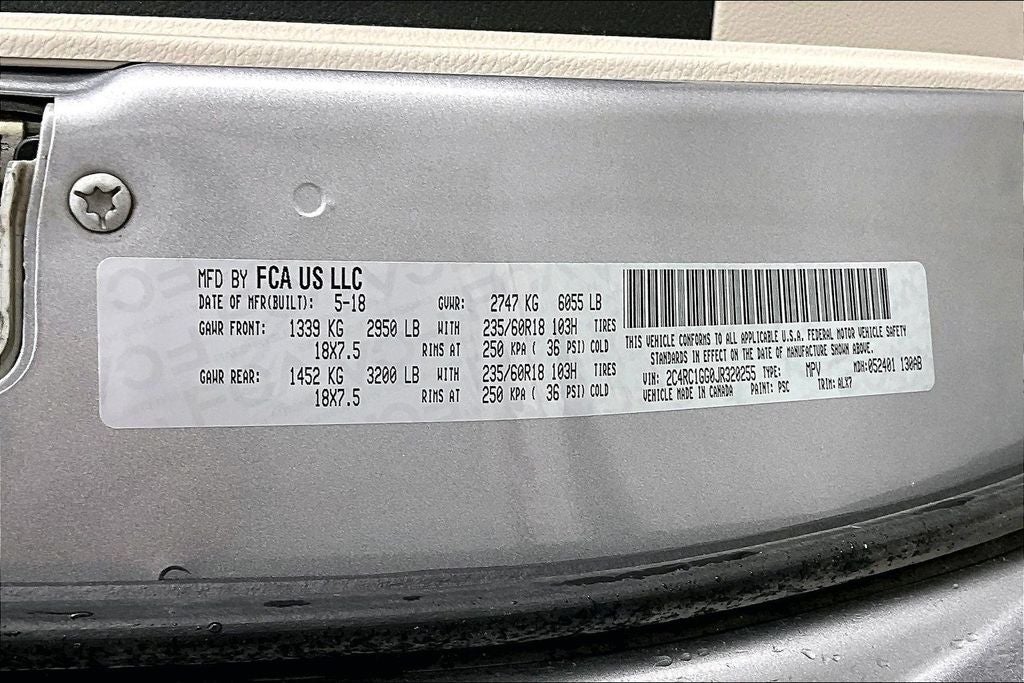 MFD BY FCA US LLC
DATE OF MFR(BUILT): 5-18 GVWR: 2747 KG 6055 LB
GAWR FRONT: 1339 KG 2950 LB WITH 235/60R18 103H TIRES
18X7.5 RIMS AT 250 KPA ( 36 PSI) COLD
GAWR REAR: 1452 KG 3200 LB WITH 235/60R18 103H TIRES
18X7.5 RIMS AT 250 KPA ( 36 PSI) COLD
THIS VEHICLE CONFORMS TO ALL APPLICABLE U.S.A. FEDERAL MOTOR VEHICLE SAFETY
STANDARDS IN EFFECT ON THE DATE OF MANUFACTURE SHOWN ABOVE.
VIN: 2C4RC1GG0JR320255 TYPE: MPV MDH: 052401 130AB
VEHICLE MADE IN CANADA PAINT: PSC TRIM: ALX7